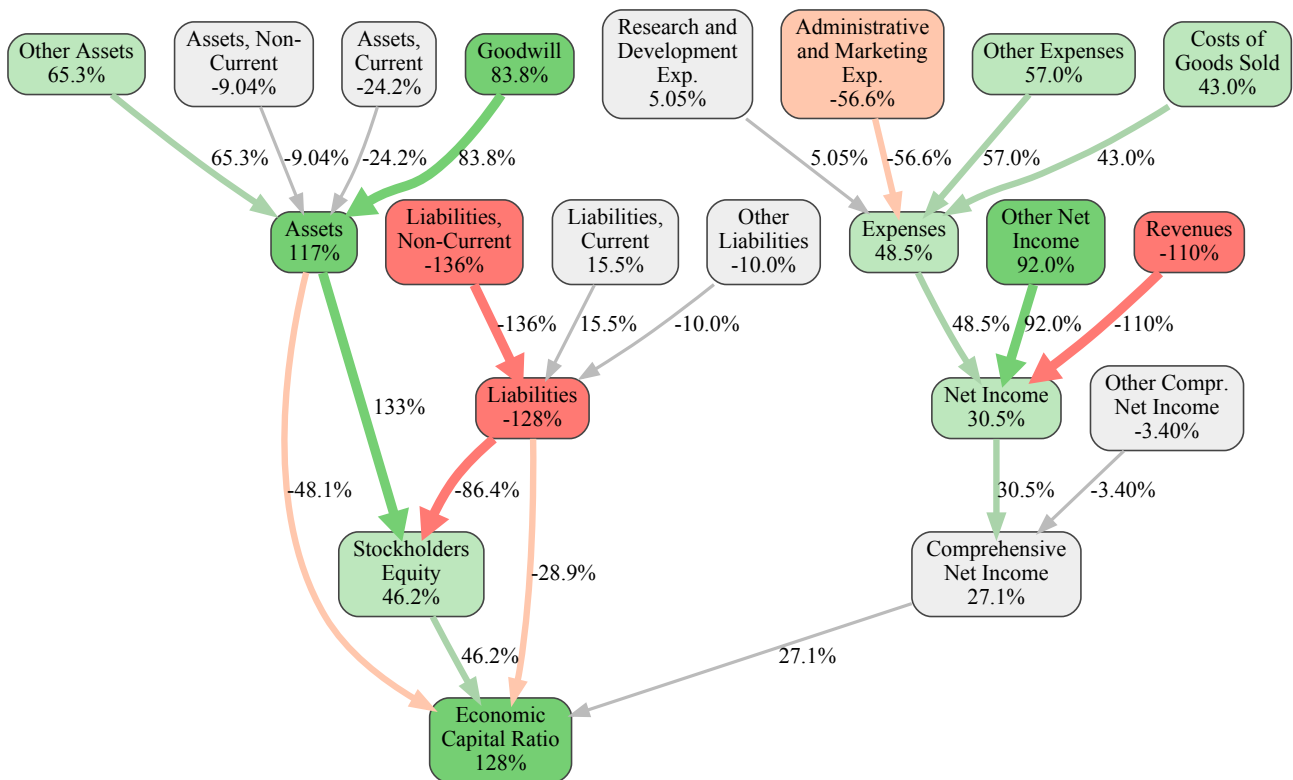 Other Assets
65.3%
Assets, Non-
Current
-9.04%
Assets,
Current
-24.2%
Goodwill
83.8%
Research and
Development
Exp.
5.05%
Administrative
and Marketing
Exp.
-56.6%
Other Expenses
57.0%
Costs of
Goods Sold
43.0%
65.3%
-9.04%
-24.2%
83.8%
5.05%
-56.6%
57.0%
43.0%
Assets
117%
Liabilities,
Non-Current
-136%
Liabilities,
Current
15.5%
Other
Liabilities
-10.0%
Expenses
48.5%
Other Net
Income
92.0%
Revenues
-110%
-136%
15.5%
-10.0%
48.5%
92.0%
-110%
133%
Liabilities
-128%
Net Income
30.5%
Other Compr.
Net Income
-3.40%
-48.1%
-86.4%
30.5%
-3.40%
Stockholders
Equity
46.2%
-28.9%
Comprehensive
Net Income
27.1%
46.2%
27.1%
Economic
Capital Ratio
128%